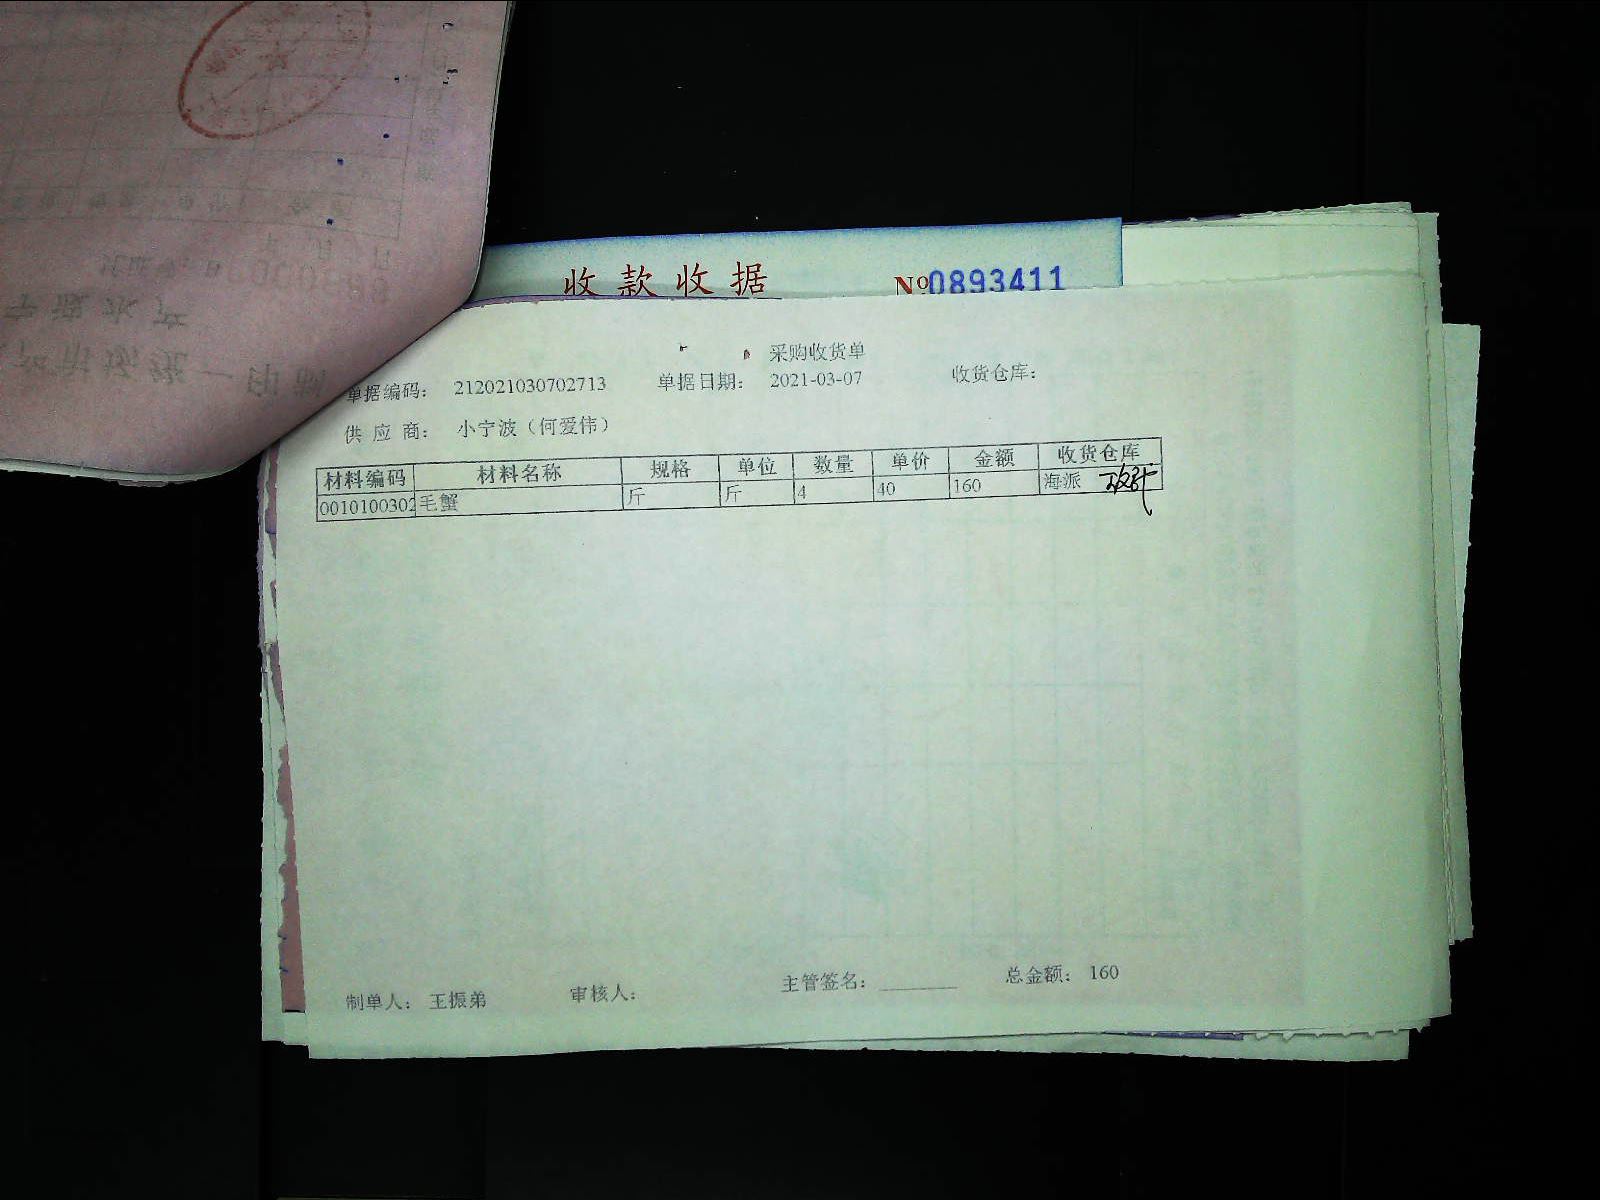 收款收据 №0893411
采购收货单
单据编码： 212021030702713 单据日期： 2021-03-07 收货仓库：
供 应 商： 小宁波（何爱伟）
材料编码 材料名称 规格 单位 数量 单价 金额 收货仓库
0010100302 毛蟹 斤 斤 4 40 160 海派
制单人： 王振弟 审核人： 主管签名： ________ 总金额： 160